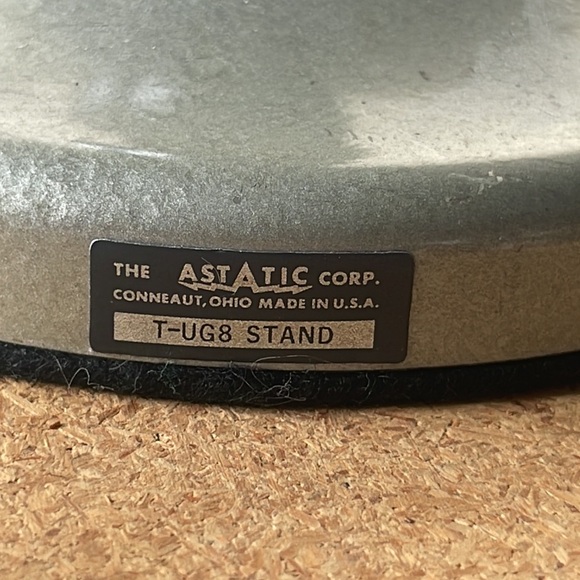 THE ASTATIC CORP.
CONNEAUT, OHIO MADE IN U.S.A.
T-UG8 STAND